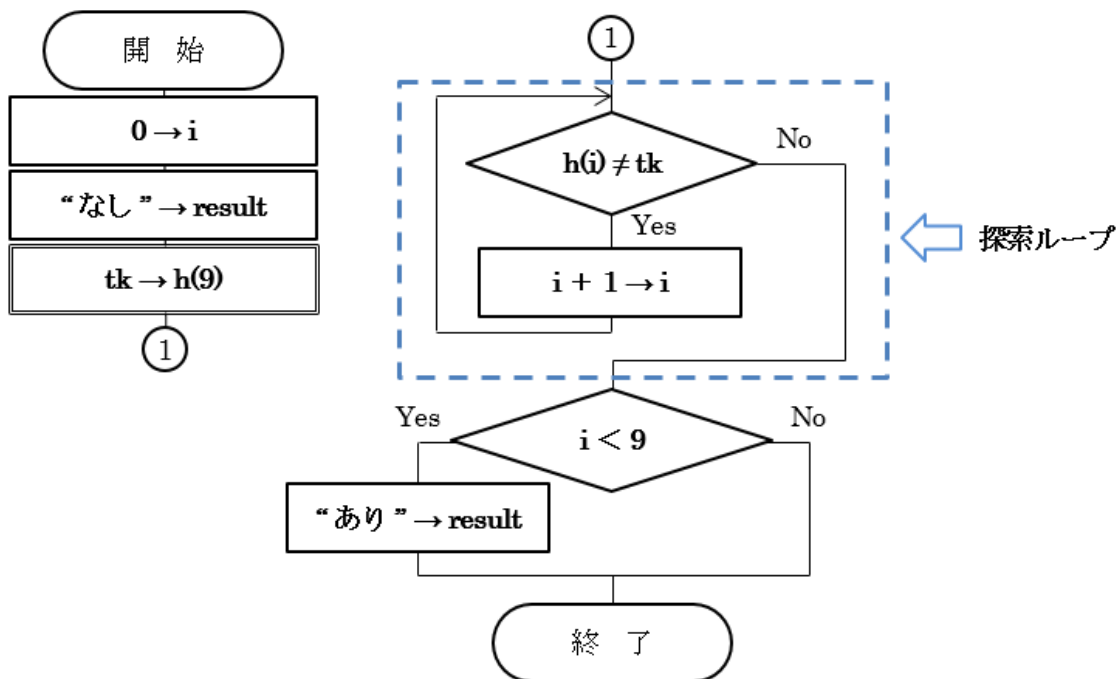 開 始
0 → i
“なし” → result
tk → h(9)
1
1
h(i) ≠ tk
No
Yes
i + 1 → i
探索ループ
Yes
i < 9
No
“あり” → result
終 了